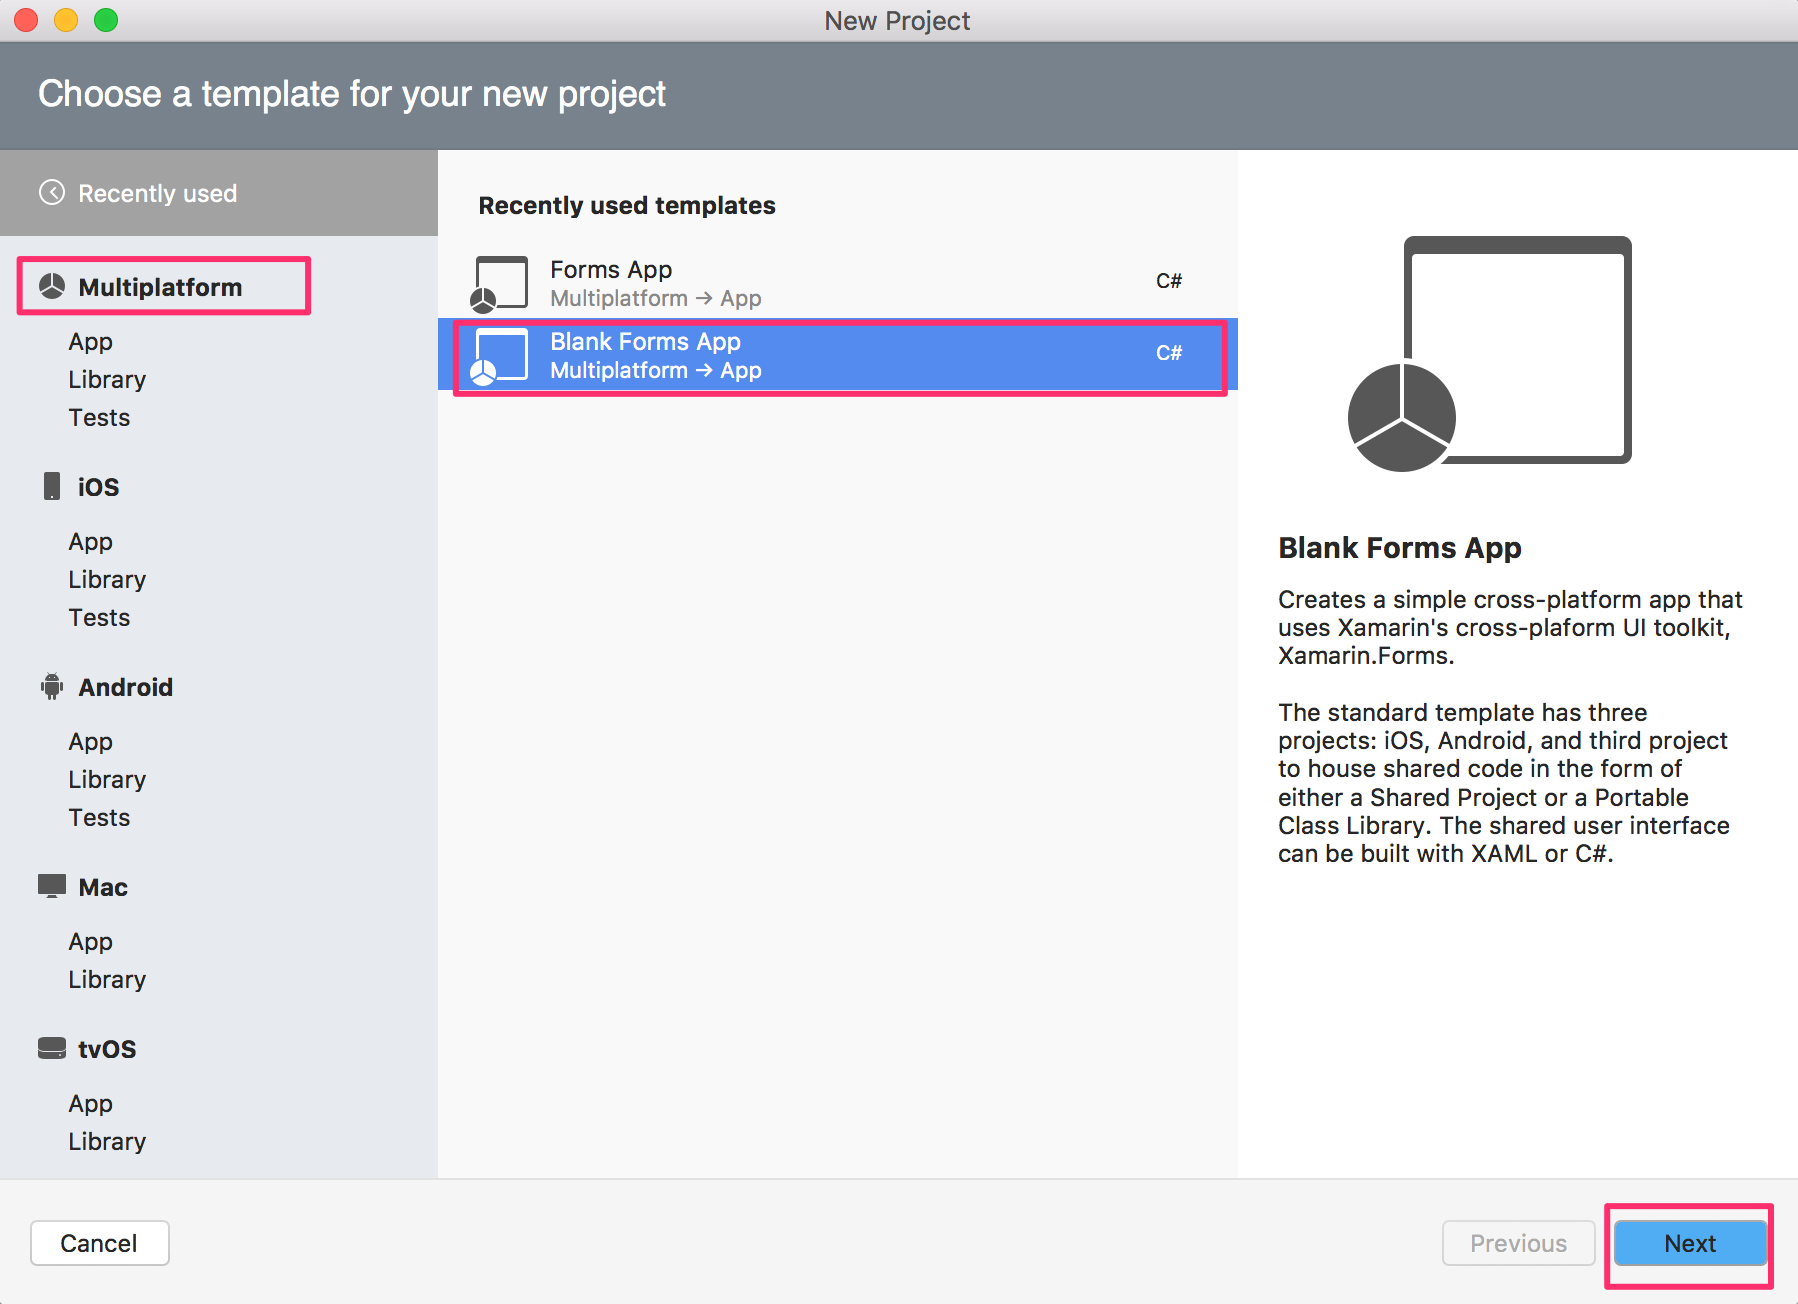 New Project
Choose a template for your new project
Recently used
Multiplatform
App
Library
Tests
iOS
App
Library
Tests
Android
App
Library
Tests
Mac
App
Library
tvOS
App
Library
Recently used templates
Forms App
Multiplatform → App
C#
Blank Forms App
Multiplatform → App
C#
Blank Forms App
Creates a simple cross-platform app that
uses Xamarin's cross-plaform UI toolkit,
Xamarin.Forms.
The standard template has three
projects: iOS, Android, and third project
to house shared code in the form of
either a Shared Project or a Portable
Class Library. The shared user interface
can be built with XAML or C#.
Cancel
Previous
Next